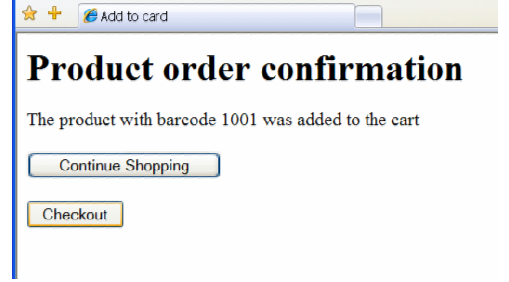 Add to card
Product order confirmation
The product with barcode 1001 was added to the cart
Continue Shopping
Checkout